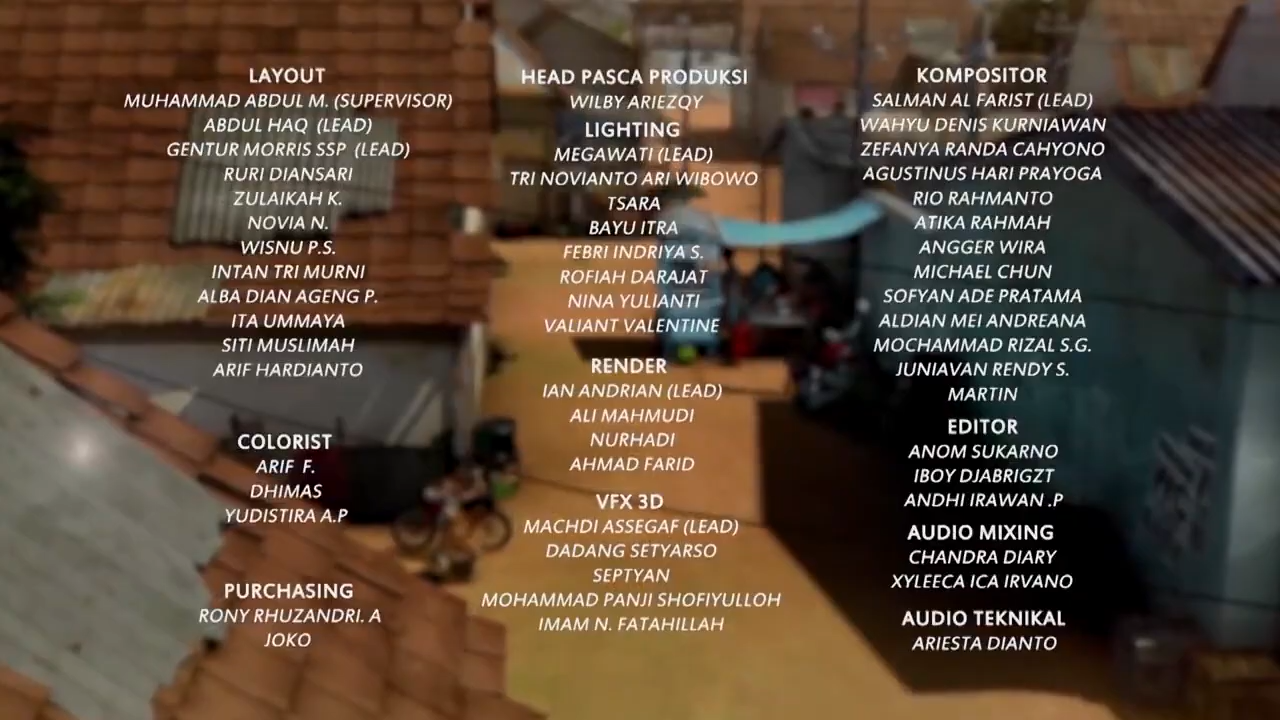 LAYOUT
MUHAMMAD ABDUL M. (SUPERVISOR)
ABDUL HAQ (LEAD)
GENTUR MORRIS SSP (LEAD)
RURI DIANSARI
ZULAIKAH K.
NOVIA N.
WISNU P.S.
INTAN TRI MURNI
ALBA DIAN AGENG P.
ITA UMMAYA
SITI MUSLIMAH
ARIF HARDIANTO
COLORIST
ARIF F.
DHIMAS
YUDISTIRA A.P
PURCHASING
RONY RHUZANDRI. A
JOKO
HEAD PASCA PRODUKSI
WILBY ARIEZQY
LIGHTING
MEGAWATI (LEAD)
TRI NOVIANTO ARI WIBOWO
TSARA
BAYU ITRA
FEBRI INDRIYA S.
ROFIAH DARAJAT
NINA YULIANTI
VALIANT VALENTINE
RENDER
IAN ANDRIAN (LEAD)
ALI MAHMUDI
NURHADI
AHMAD FARID
VFX 3D
MACHDI ASSEGAF (LEAD)
DADANG SETYARSO
SEPTYAN
MOHAMMAD PANJI SHOFIYULLOH
IMAM N. FATAHILLAH
KOMPOSITOR
SALMAN AL FARIST (LEAD)
WAHYU DENIS KURNIAWAN
ZEFANYA RANDA CAHYONO
AGUSTINUS HARI PRAYOGA
RIO RAHMANTO
ATIKA RAHMAH
ANGGER WIRA
MICHAEL CHUN
SOFYAN ADE PRATAMA
ALDIAN MEI ANDREANA
MOCHAMMAD RIZAL S.G.
JUNIAVAN RENDY S.
MARTIN
EDITOR
ANOM SUKARNO
IBOY DJABRIGZT
ANDHI IRAWAN .P
AUDIO MIXING
CHANDRA DIARY
XYLEECA ICA IRVANO
AUDIO TEKNIKAL
ARIESTA DIANTO